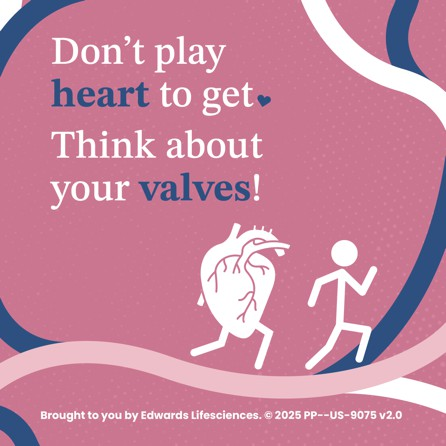 Don't play
heart to get
Think about
your valves!
Brought to you by Edwards Lifesciences. © 2025 PP--US-9075 v2.0